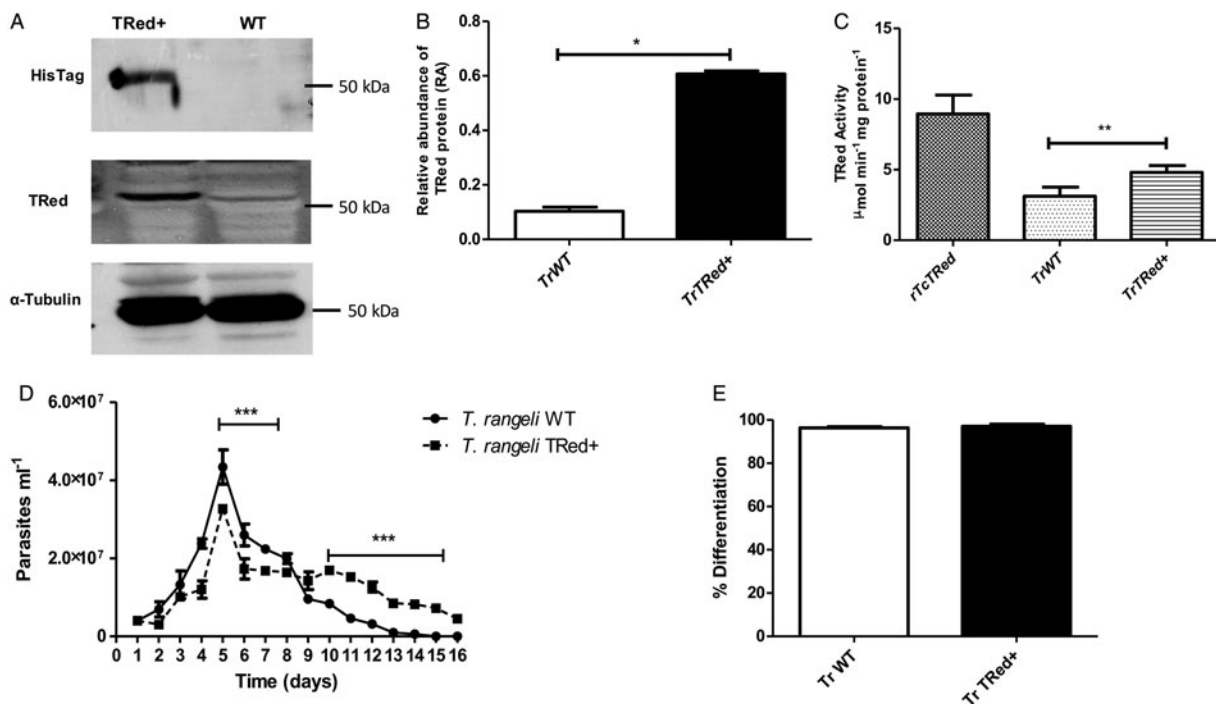 A
TRed+ WT
HisTag
50 kDa
TRed
50 kDa
α-Tubulin
50 kDa
B
Relative abundance of
TRed protein (RA)
0.8
0.6
0.4
0.2
0.0
*
TrWT
TrTRed+
C
TRed Activity
μmol min⁻¹ mg protein⁻¹
15
10
5
0
**
rTcTRed
TrWT
TrTRed+
D
Parasites ml⁻¹
6.0×10⁷
4.0×10⁷
2.0×10⁷
0
***
***
T. rangeli WT
T. rangeli TRed+
0 1 2 3 4 5 6 7 8 9 10 11 12 13 14 15 16
Time (days)
E
% Differentiation
100
80
60
40
20
0
Tr WT
Tr TRed+